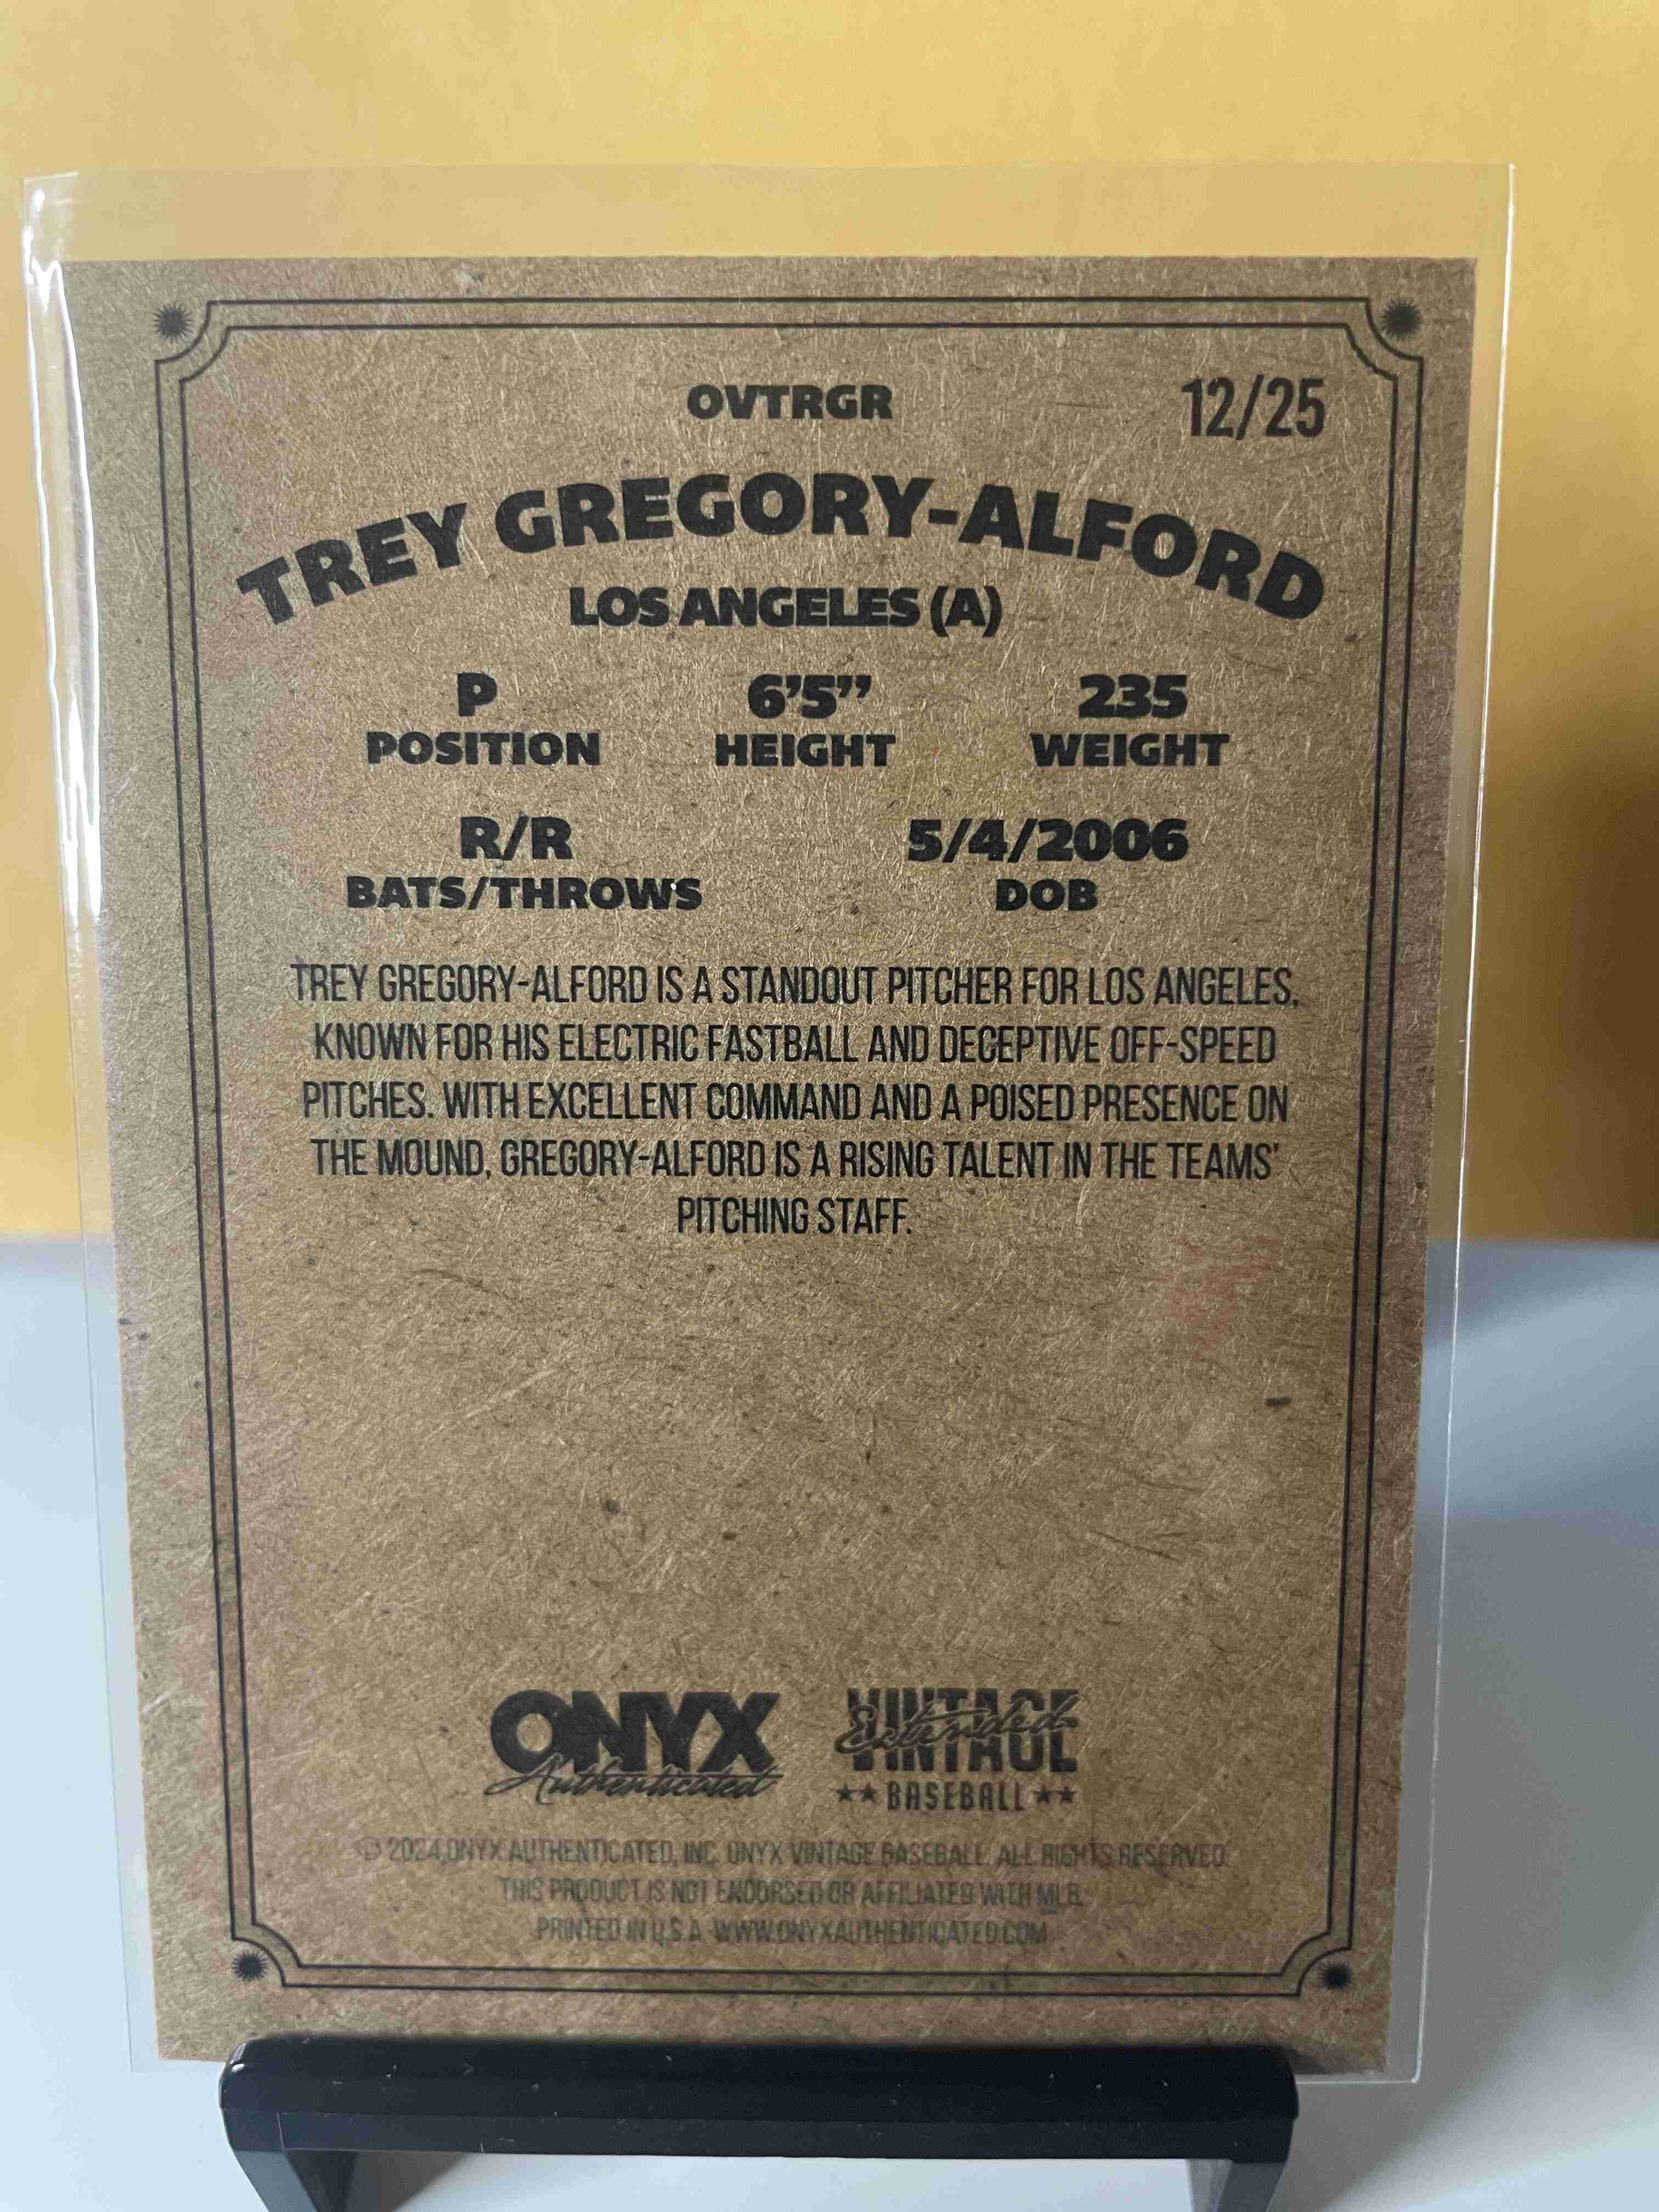 OVTRGR
12/25
TREY GREGORY-ALFORD
LOS ANGELES (A)
P 6'5" 235
POSITION HEIGHT WEIGHT
R/R 5/4/2006
BATS/THROWS DOB
TREY GREGORY-ALFORD IS A STANDOUT PITCHER FOR LOS ANGELES,
KNOWN FOR HIS ELECTRIC FASTBALL AND DECEPTIVE OFF-SPEED
PITCHES. WITH EXCELLENT COMMAND AND A POISED PRESENCE ON
THE MOUND, GREGORY-ALFORD IS A RISING TALENT IN THE TEAMS'
PITCHING STAFF.
ONYX
Authenticated
VINTAGE
Extended
★★ BASEBALL ★★
© 2024 ONYX AUTHENTICATED, INC. ONYX VINTAGE BASEBALL. ALL RIGHTS RESERVED.
THIS PRODUCT IS NOT ENDORSED OR AFFILIATED WITH MLB.
PRINTED IN U.S.A. WWW.ONYXAUTHENTICATED.COM